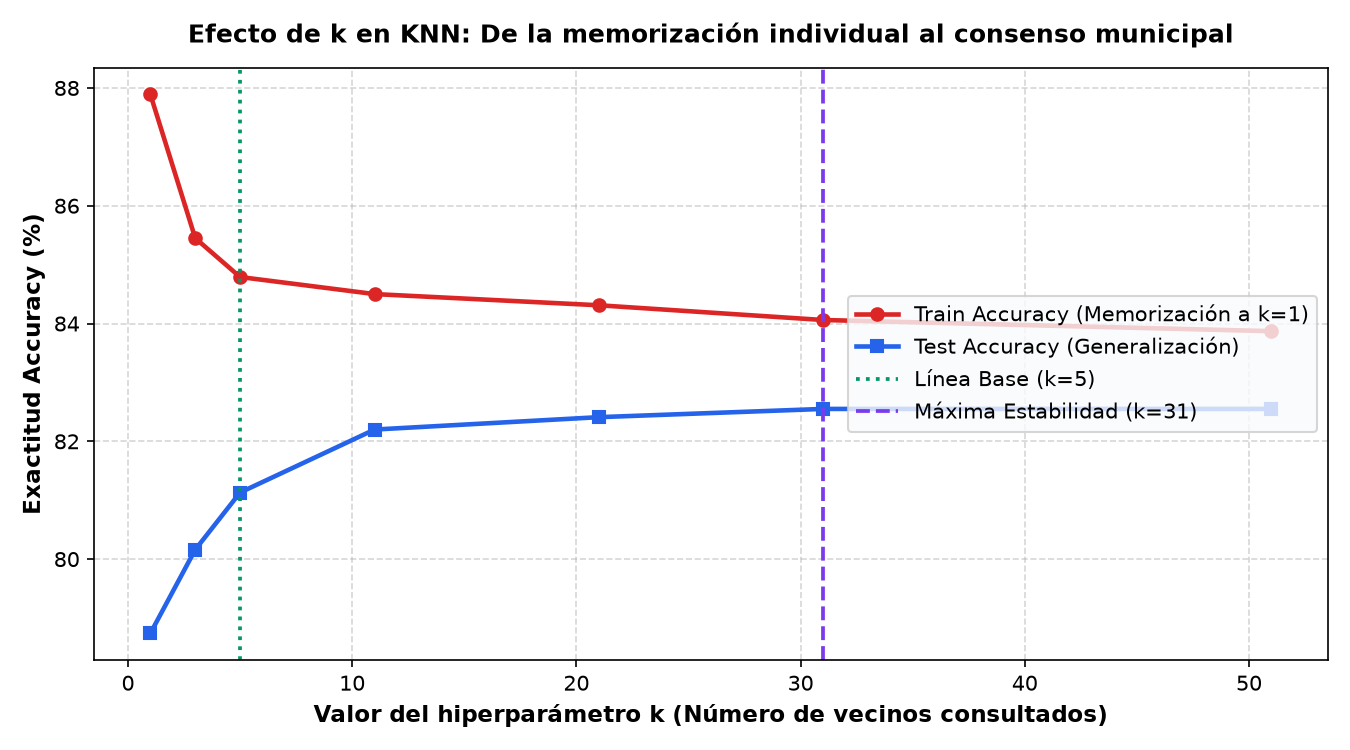 Efecto de k en KNN: De la memorización individual al consenso municipal
Exactitud Accuracy (%)
88
86
84
82
80
Train Accuracy (Memorización a k=1)
Test Accuracy (Generalización)
Línea Base (k=5)
Máxima Estabilidad (k=31)
0 10 20 30 40 50
Valor del hiperparámetro k (Número de vecinos consultados)